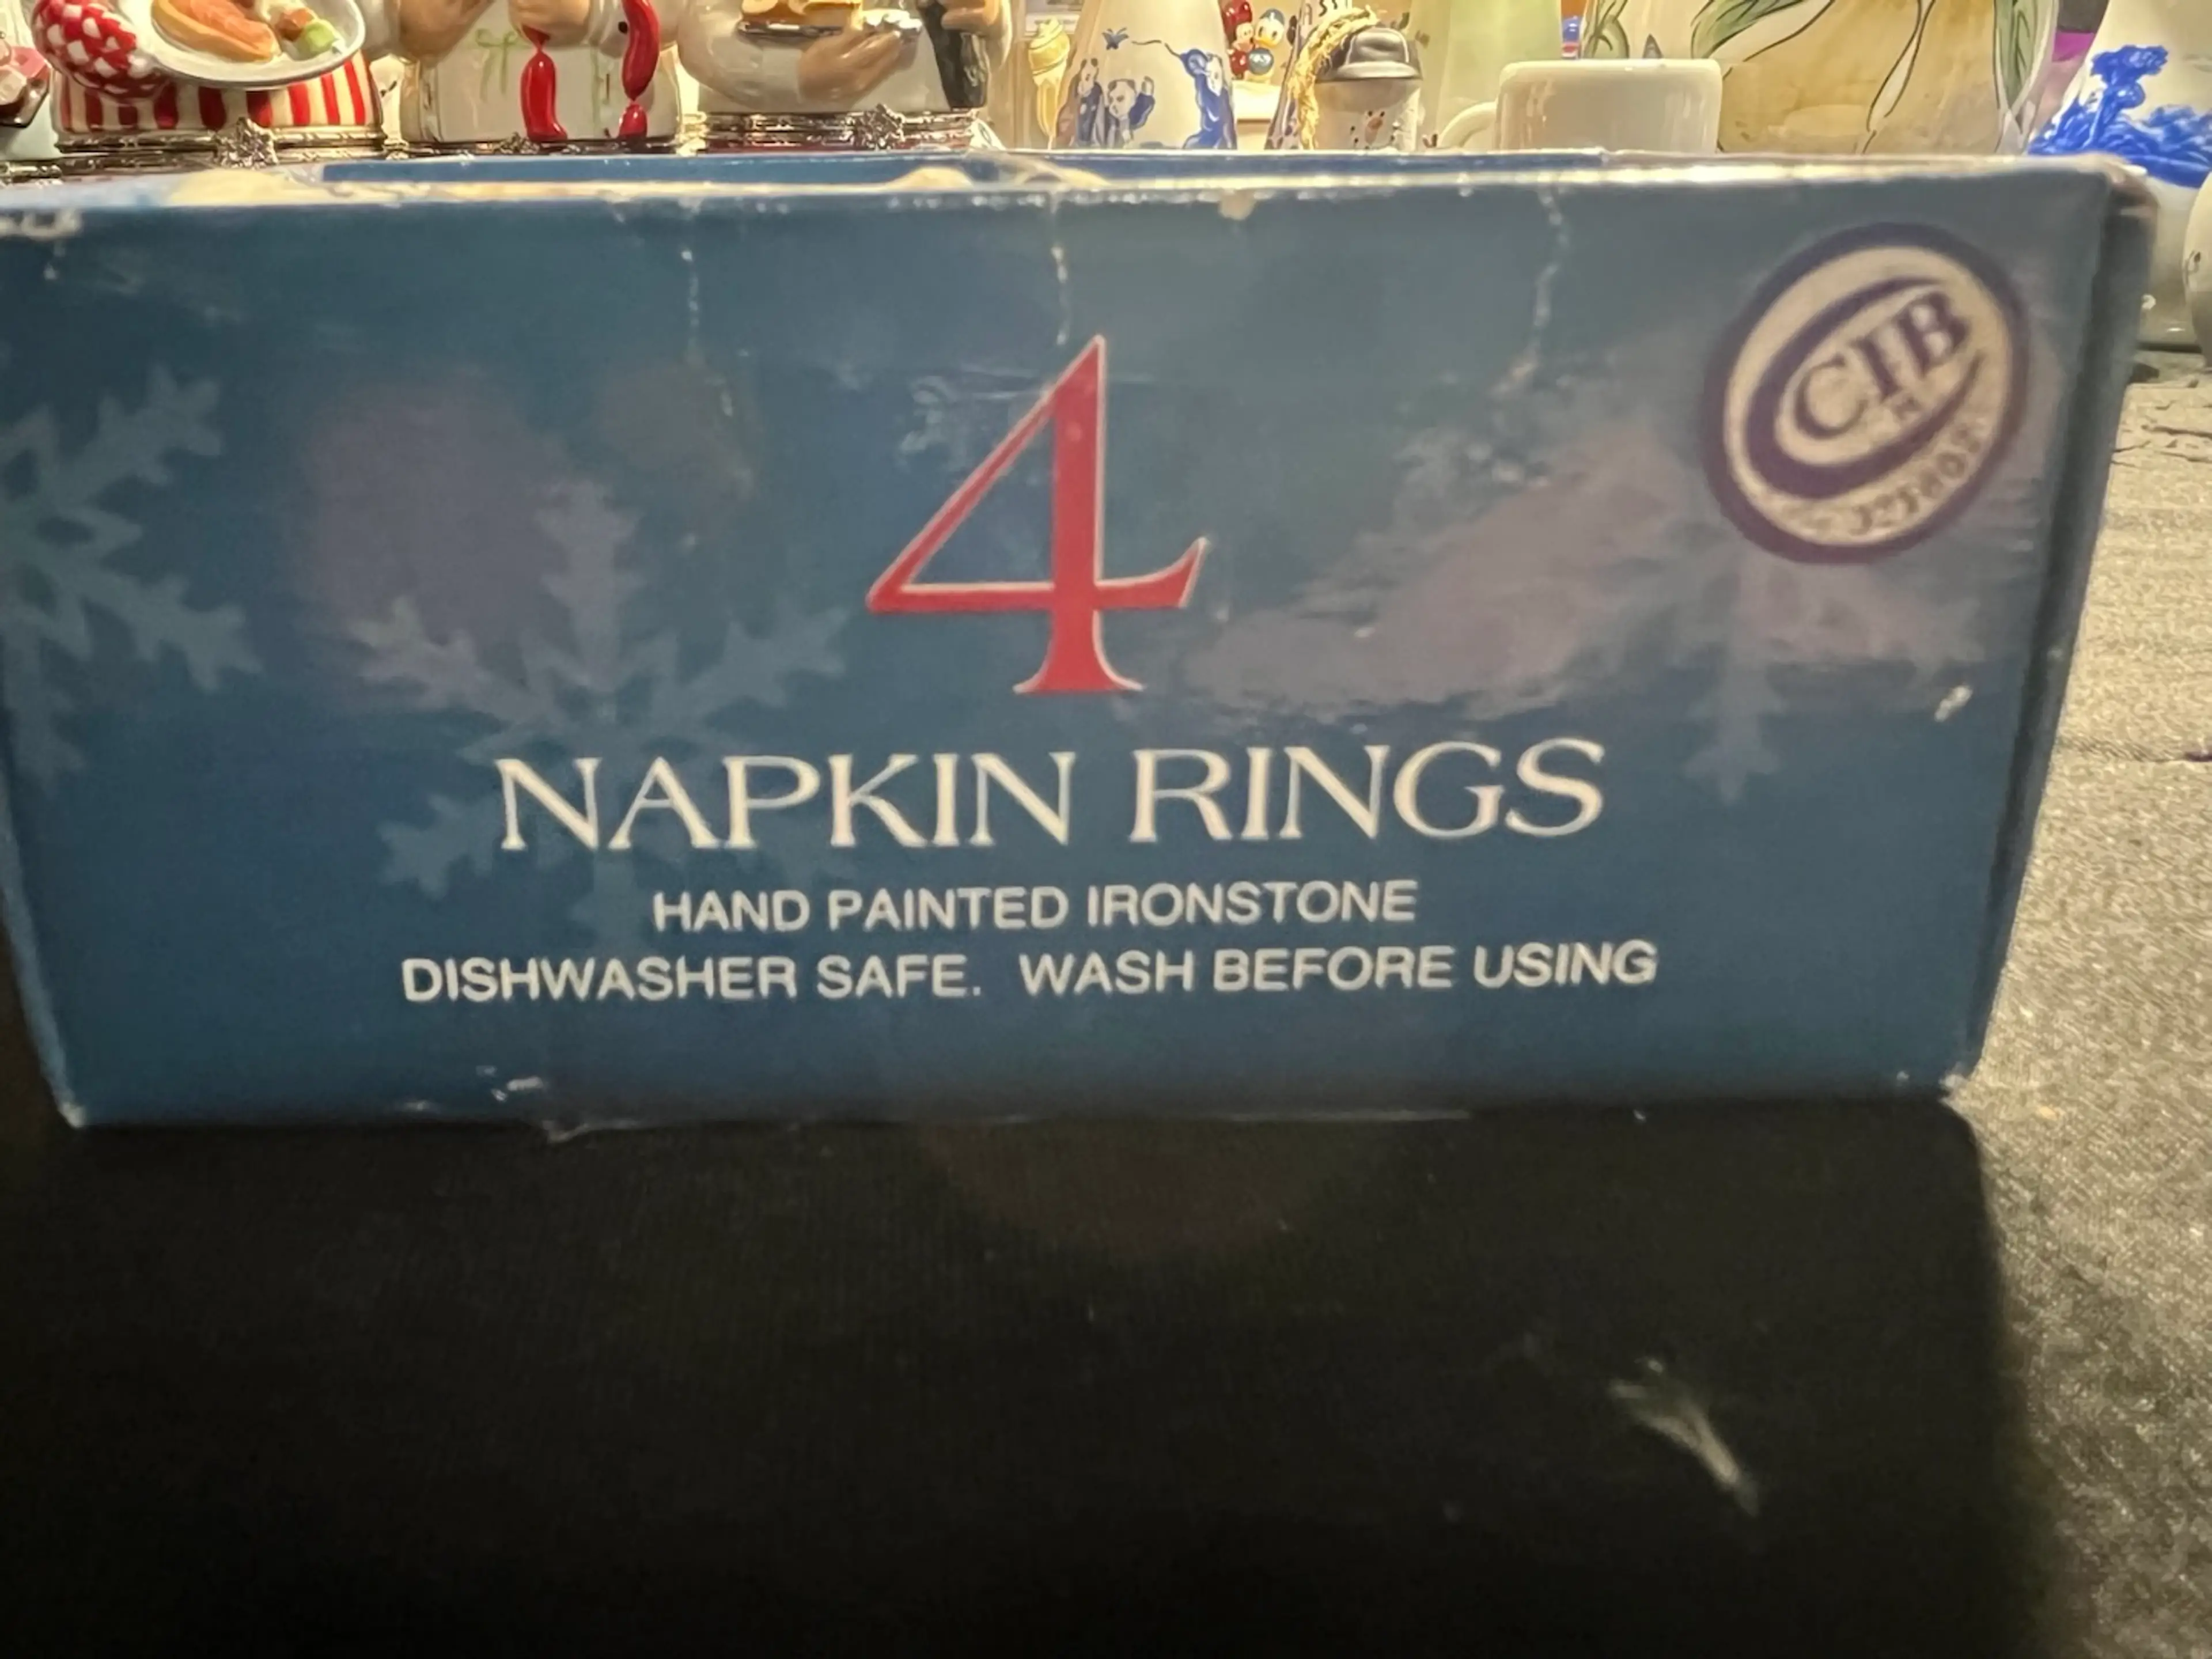 4
NAPKIN RINGS
HAND PAINTED IRONSTONE
DISHWASHER SAFE. WASH BEFORE USING
CIB